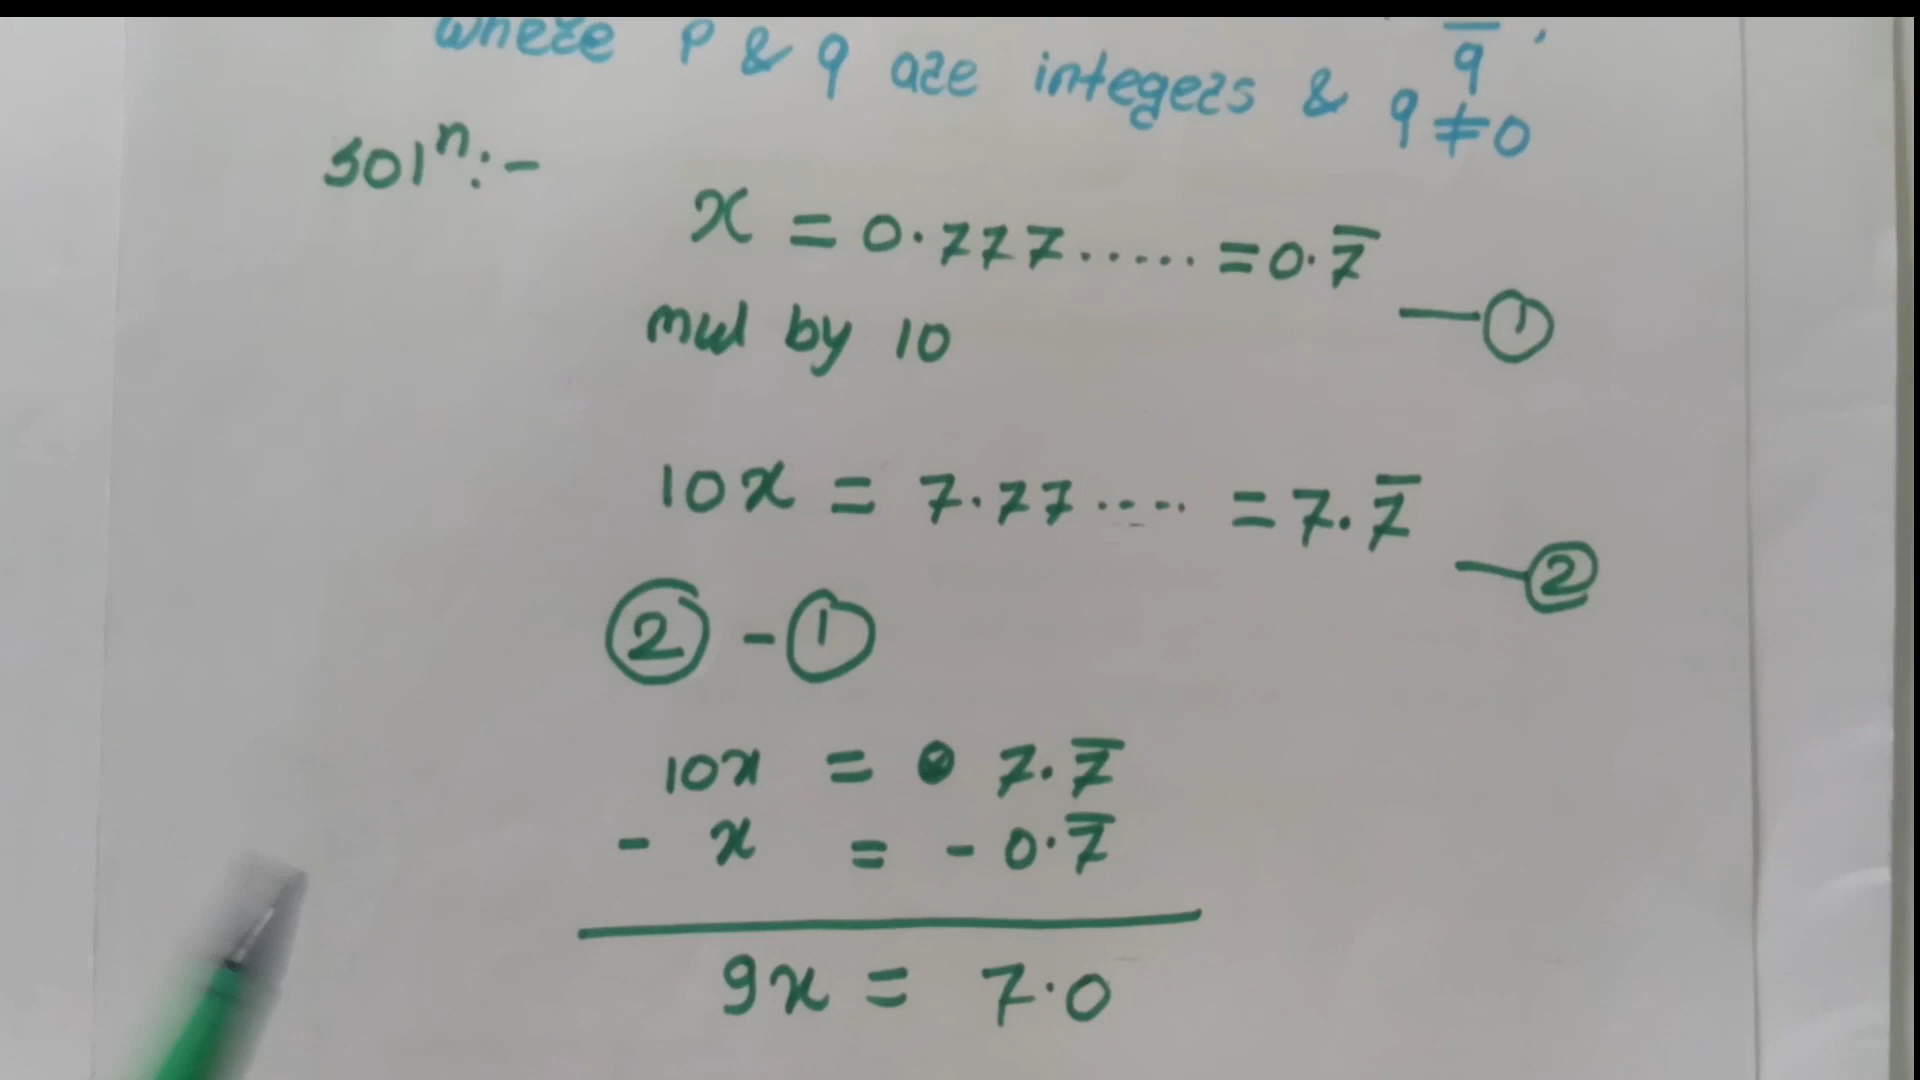 where p & q are integers & q ≠ 0
q,
solⁿ:-
x = 0.777..... = 0.7̅ —①
mul by 10
10x = 7.77.... = 7.7̅ —②
② - ①
10x = 7.7̅
- x = - 0.7̅
9x = 7.0